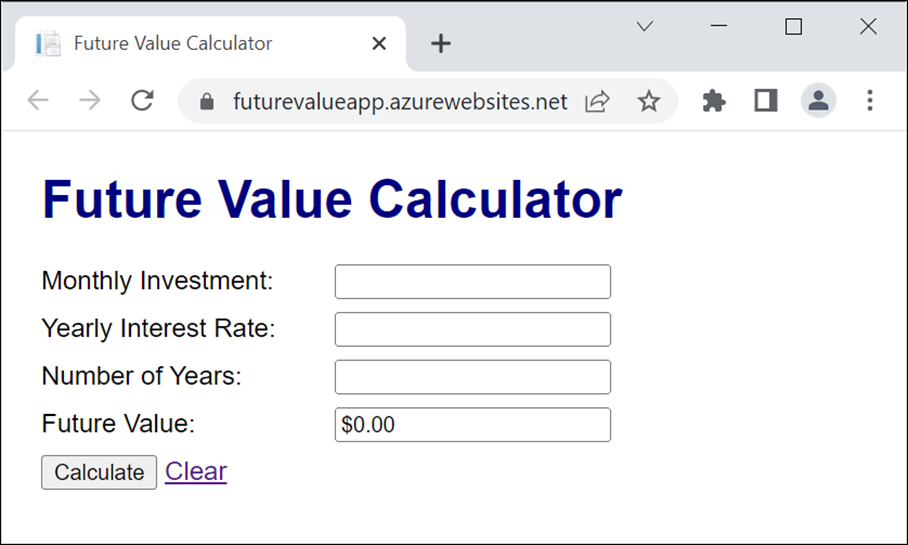 Future Value Calculator
futurevalueapp.azurewebsites.net
Future Value Calculator
Monthly Investment:
Yearly Interest Rate:
Number of Years:
Future Value: $0.00
Calculate Clear